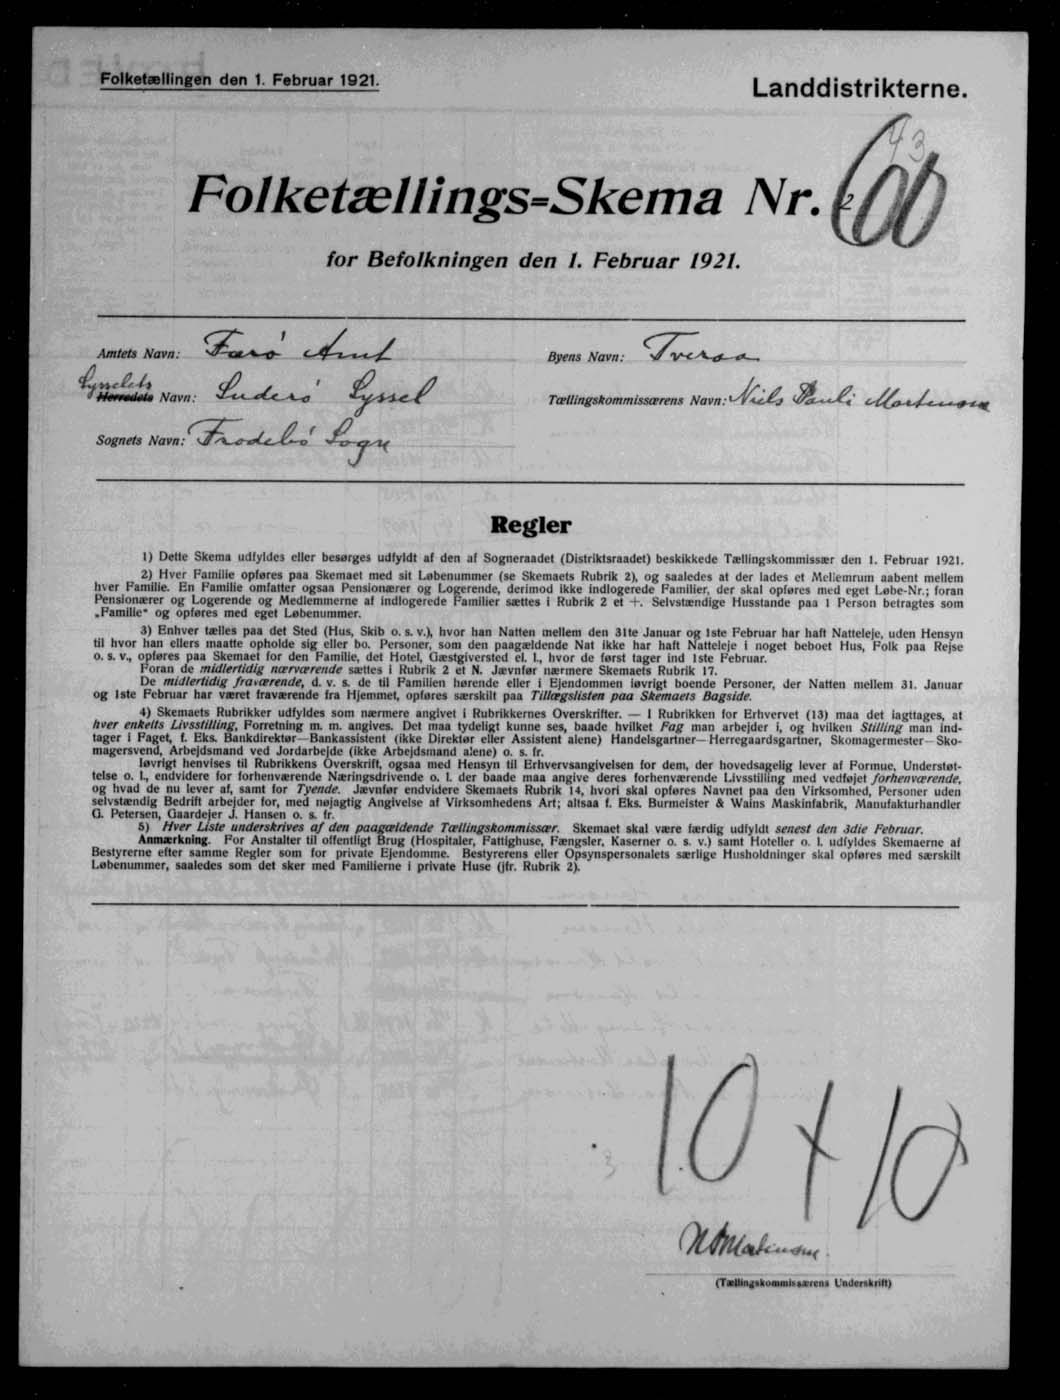 Folketællingen den 1. Februar 1921.
Landdistrikterne.
43
Folketællings=Skema Nr. 2
for Befolkningen den 1. Februar 1921.
Amtets Navn: Færø Amt
Byens Navn: Tveraa
Sysselets
Herredets Navn: Suderø Syssel
Tællingskommissærens Navn: Niels Pauli Mortensen
Sognets Navn: Frodebø Sogn
Regler
1) Dette Skema udfyldes eller besørges udfyldt af den af Sogneraadet (Distriktsraadet) beskikkede Tællingskommissær den 1. Februar 1921.
2) Hver Familie opføres paa Skemaet med sit Løbenummer (se Skemaets Rubrik 2), og saaledes at der lades et Mellemrum aabent mellem
hver Familie. En Familie omfatter ogsaa Pensionærer og Logerende, derimod ikke indlogerede Familier, der skal opføres med eget Løbe-Nr.; foran
Pensionærer og Logerende og Medlemmerne af indlogerede Familier sættes i Rubrik 2 et +. Selvstændige Husstande paa 1 Person betragtes som
„Familie“ og opføres med eget Løbenummer.
3) Enhver tælles paa det Sted (Hus, Skib o. s. v.), hvor han Natten mellem den 31te Januar og 1ste Februar har haft Natteleje, uden Hensyn
til hvor han ellers maatte opholde sig eller bo. Personer, som den paagældende Nat ikke har haft Natteleje i noget beboet Hus, Folk paa Rejse
o. s. v., opføres paa Skemaet for den Familie, det Hotel, Gæstgiversted el. l., hvor de først tager ind 1ste Februar.
Foran de midlertidig nærværende sættes i Rubrik 2 et N. Jævnfør nærmere Skemaets Rubrik 17.
De midlertidig fraværende, d. v. s. de til Familien hørende eller i Ejendommen iøvrigt boende Personer, der Natten mellem 31. Januar
og 1ste Februar har været fraværende fra Hjemmet, opføres særskilt paa Tillægslisten paa Skemaets Bagside.
4) Skemaets Rubrikker udfyldes som nærmere angivet i Rubrikkernes Overskrifter. — I Rubrikken for Erhvervet (13) maa det iagttages, at
hver enkelts Livsstilling, Forretning m. m. angives. Det maa tydeligt kunne ses, baade hvilket Fag man arbejder i, og hvilken Stilling man ind-
tager i Faget, f. Eks. Bankdirektør—Bankassistent (ikke Direktør eller Assistent alene) Handelsgartner—Herregaardsgartner, Skomagermester—Sko-
magersvend, Arbejdsmand ved Jordarbejde (ikke Arbejdsmand alene) o. s. fr.
Iøvrigt henvises til Rubrikkens Overskrift, ogsaa med Hensyn til Erhvervsangivelsen for dem, der hovedsagelig lever af Formue, Understøt-
telse o. l., endvidere for forhenværende Næringsdrivende o. l. der baade maa angive deres forhenværende Livsstilling med vedføjet forhenværende,
og hvad de nu lever af, samt for Tyende. Jævnfør endvidere Skemaets Rubrik 14, hvori skal opføres Navnet paa den Virksomhed, Personer uden
selvstændig Bedrift arbejder for, med nøjagtig Angivelse af Virksomhedens Art; altsaa f. Eks. Burmeister & Wains Maskinfabrik, Manufakturhandler
G. Petersen, Gaardejer J. Hansen o. s. fr.
5) Hver Liste underskrives af den paagældende Tællingskommissær. Skemaet skal være færdig udfyldt senest den 3die Februar.
Anmærkning. For Anstalter til offentligt Brug (Hospitaler, Fattighuse, Fængsler, Kaserner o. s. v.) samt Hoteller o. l. udfyldes Skemaerne af
Bestyrerne efter samme Regler som for private Ejendomme. Bestyrerens eller Opsynspersonalets særlige Husholdninger skal opføres med særskilt
Løbenummer, saaledes som det sker med Familierne i private Huse (jfr. Rubrik 2).
10 + 10
N P Mortensen
(Tællingskommissærens Underskrift)